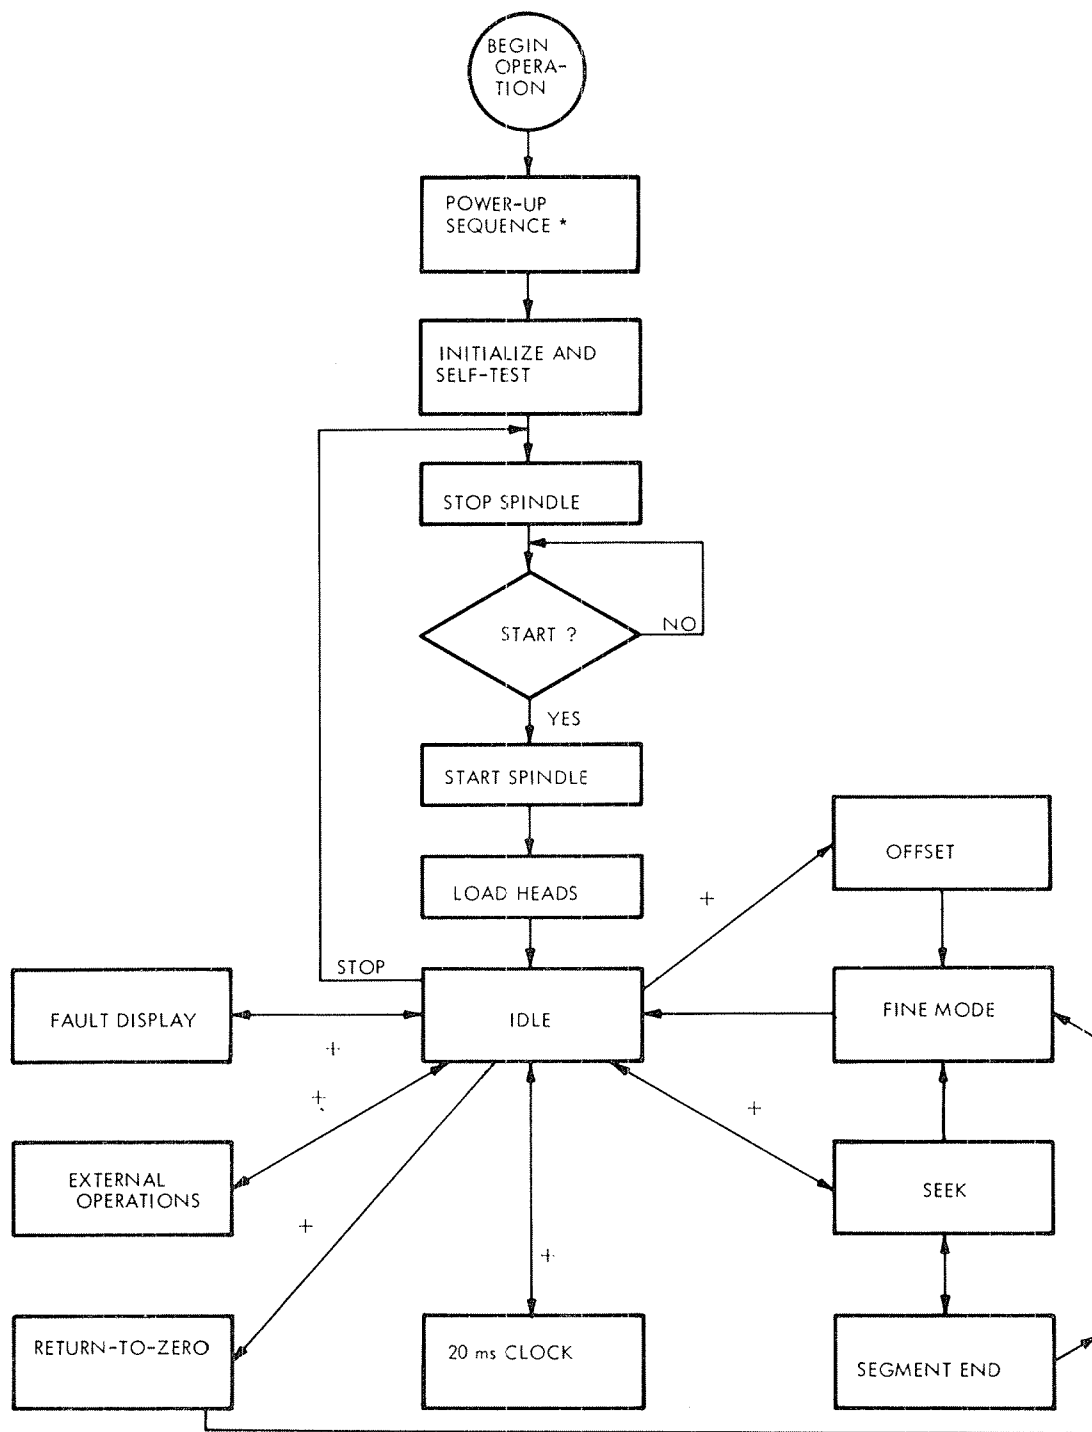 BEGIN
OPERA-
TION
POWER-UP
SEQUENCE *
INITIALIZE AND
SELF-TEST
STOP SPINDLE
START ?
NO
YES
START SPINDLE
LOAD HEADS
OFFSET
+
STOP
FAULT DISPLAY
IDLE
FINE MODE
+
+
+
EXTERNAL
OPERATIONS
SEEK
+
+
RETURN-TO-ZERO
20 ms CLOCK
SEGMENT END